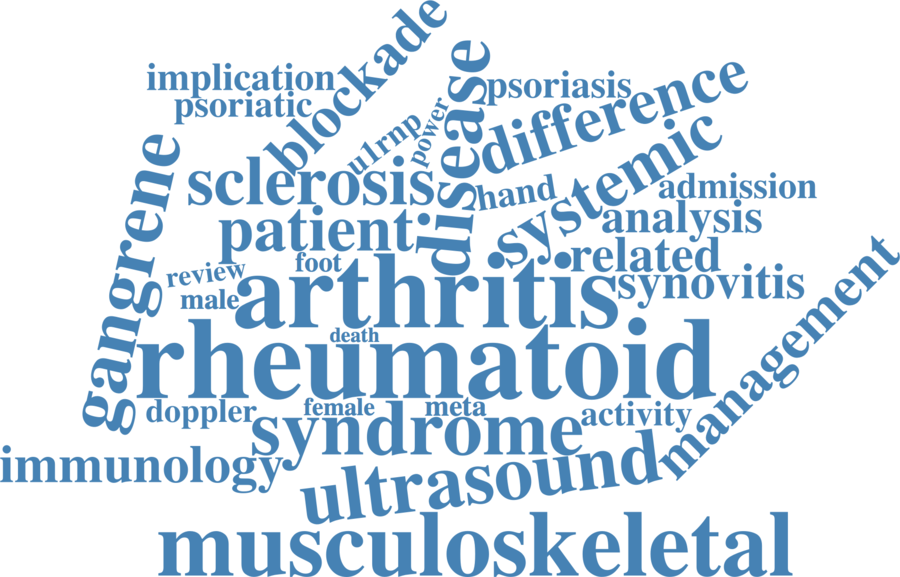 blockade
implication
disease
psoriasis
difference
psoriatic
u1rnp
power
systemic
gangrene
sclerosis
hand
admission
patient
analysis
related
review
foot
synovitis
male
arthritis
management
death
rheumatoid
doppler
female
meta
activity
syndrome
immunology
ultrasound
musculoskeletal